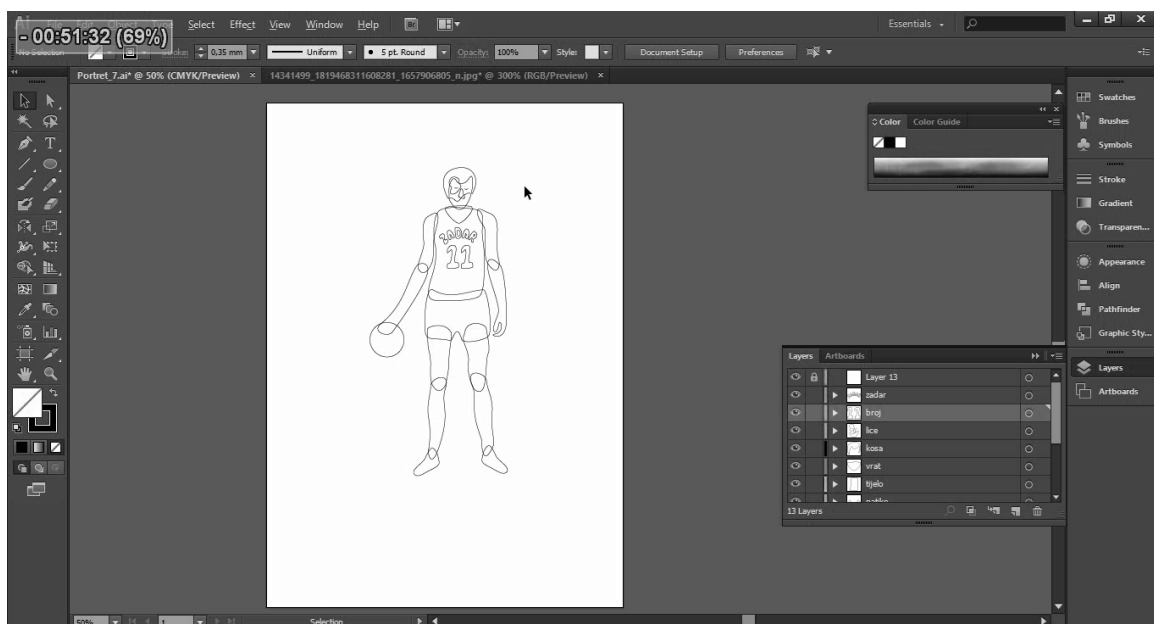 - 00:51:32 (69%)
Select Effect View Window Help Br Essentials
0,35 mm Uniform 5 pt. Round Opacity: 100% Style: Document Setup Preferences
Portret_7.ai* @ 50% (CMYK/Preview) × 14341499_1819468311608281_1657906805_n.jpg* @ 300% (RGB/Preview) ×
Color Color Guide
Swatches
Brushes
Symbols
Stroke
Gradient
Transparen...
Appearance
Align
Pathfinder
Graphic Sty...
Layers
Artboards
ZADAR
11
Layers Artboards
Layer 13
zadar
broj
lice
kosa
vrat
tijelo
13 Layers
50% 1 Selection